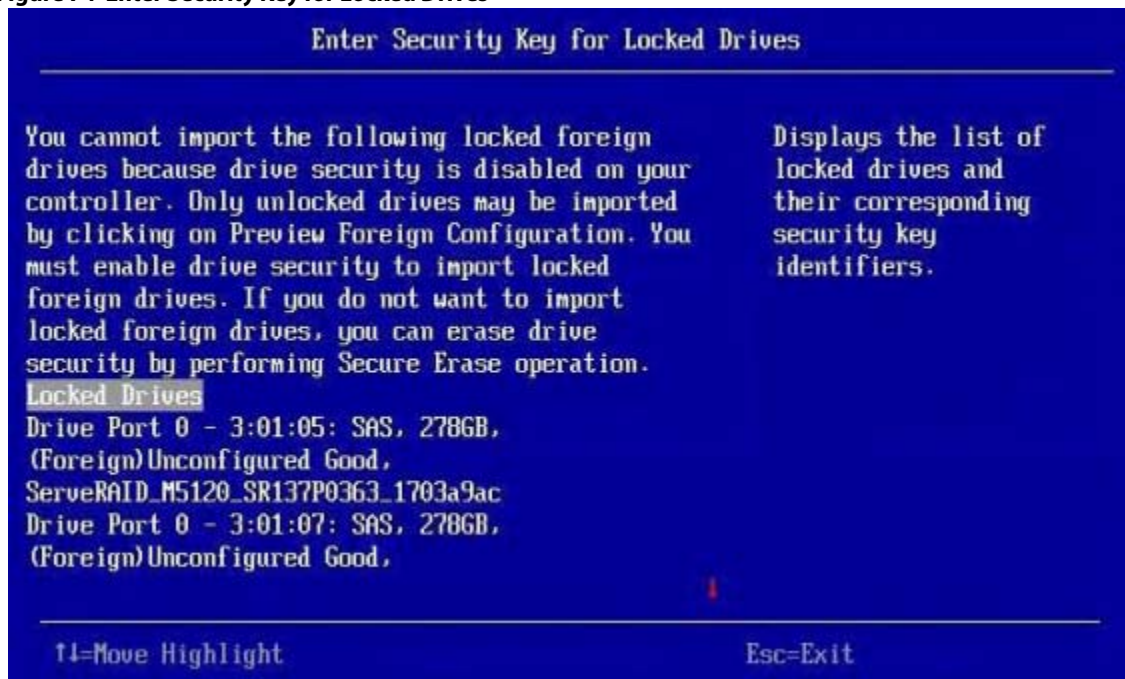 Enter Security Key for Locked Drives
You cannot import the following locked foreign
drives because drive security is disabled on your
controller. Only unlocked drives may be imported
by clicking on Preview Foreign Configuration. You
must enable drive security to import locked
foreign drives. If you do not want to import
locked foreign drives, you can erase drive
security by performing Secure Erase operation.
Locked Drives
Drive Port 0 - 3:01:05: SAS, 278GB,
(Foreign)Unconfigured Good,
ServeRAID_M5120_SR137P0363_1703a9ac
Drive Port 0 - 3:01:07: SAS, 278GB,
(Foreign)Unconfigured Good,
Displays the list of
locked drives and
their corresponding
security key
identifiers.
↓
↑↓=Move Highlight
Esc=Exit